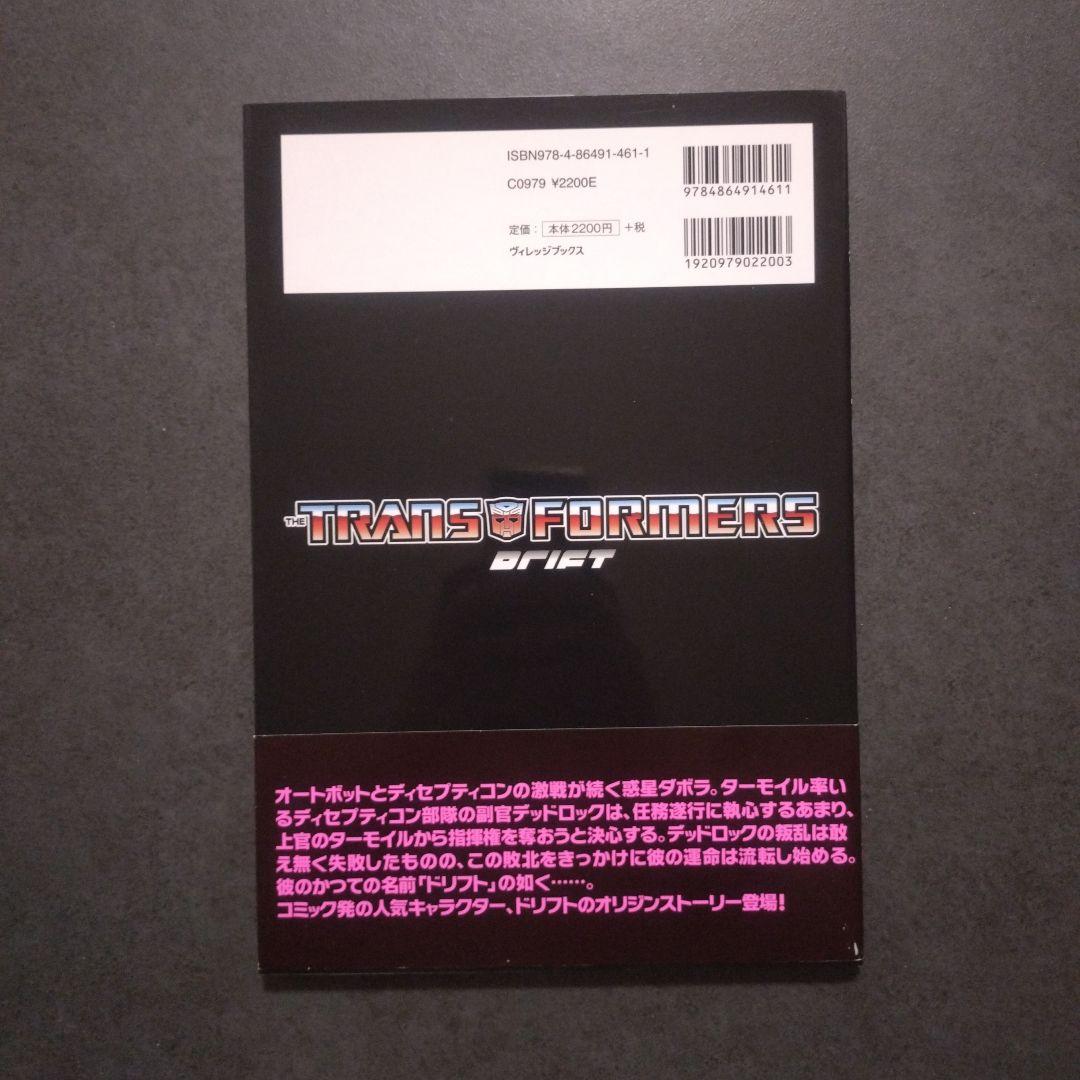 ISBN978-4-86491-461-1
C0979 ¥2200E
9784864914611
定価：本体2200円＋税
ヴィレッジブックス
1920979022003
THE TRANSFORMERS
DRIFT
オートボットとディセプティコンの激戦が続く惑星ダボラ。ターモイル率い
るディセプティコン部隊の副官デッドロックは、任務遂行に執心するあまり、
上官のターモイルから指揮権を奪おうと決心する。デッドロックの叛乱は敢
え無く失敗したものの、この敗北をきっかけに彼の運命は流転し始める。
彼のかつての名前「ドリフト」の如く……。
コミック発の人気キャラクター、ドリフトのオリジンストーリー登場！